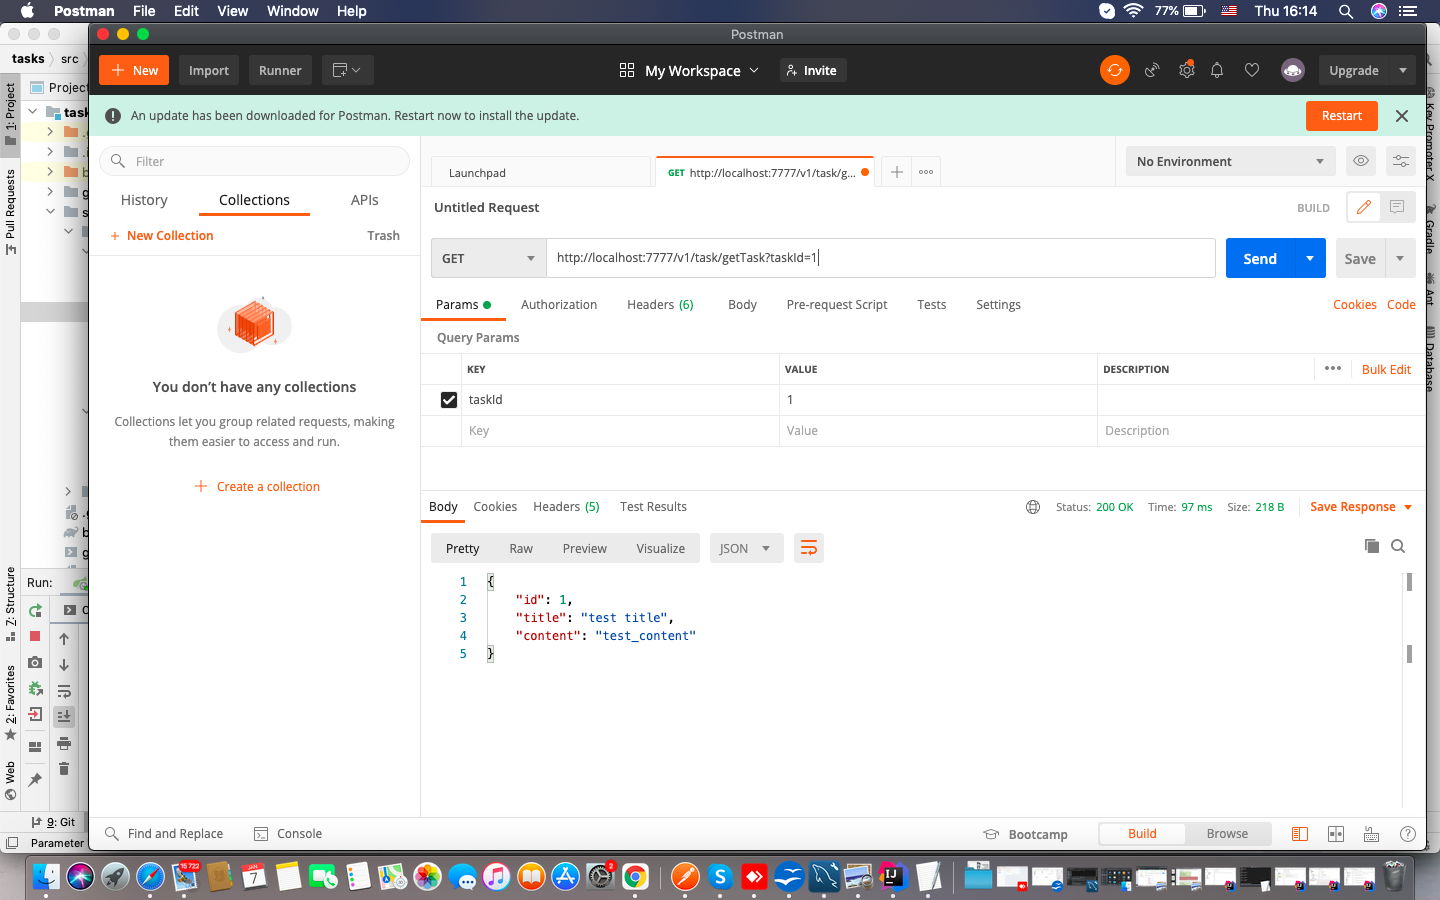 Postman File Edit View Window Help 77% Thu 16:14
Postman
tasks src
New Import Runner My Workspace Invite Upgrade
Project
1: Project
Pull Requests
Z: Structure
2: Favorites
Web
An update has been downloaded for Postman. Restart now to install the update. Restart
Filter
History Collections APIs
New Collection Trash
You don't have any collections
Collections let you group related requests, making
them easier to access and run.
Create a collection
Launchpad GET http://localhost:7777/v1/task/g... No Environment
Untitled Request BUILD
GET http://localhost:7777/v1/task/getTask?taskId=1 Send Save
Params Authorization Headers (6) Body Pre-request Script Tests Settings Cookies Code
Query Params
KEY VALUE DESCRIPTION Bulk Edit
taskId 1
Key Value Description
Body Cookies Headers (5) Test Results Status: 200 OK Time: 97 ms Size: 218 B Save Response
Pretty Raw Preview Visualize JSON
1 {
2 "id": 1,
3 "title": "test title",
4 "content": "test_content"
5 }
Run:
9: Git
Parameter
Find and Replace Console Bootcamp Build Browse
Key Promoter X
Gradle
Ant
Database
15 722
JAN
7
2